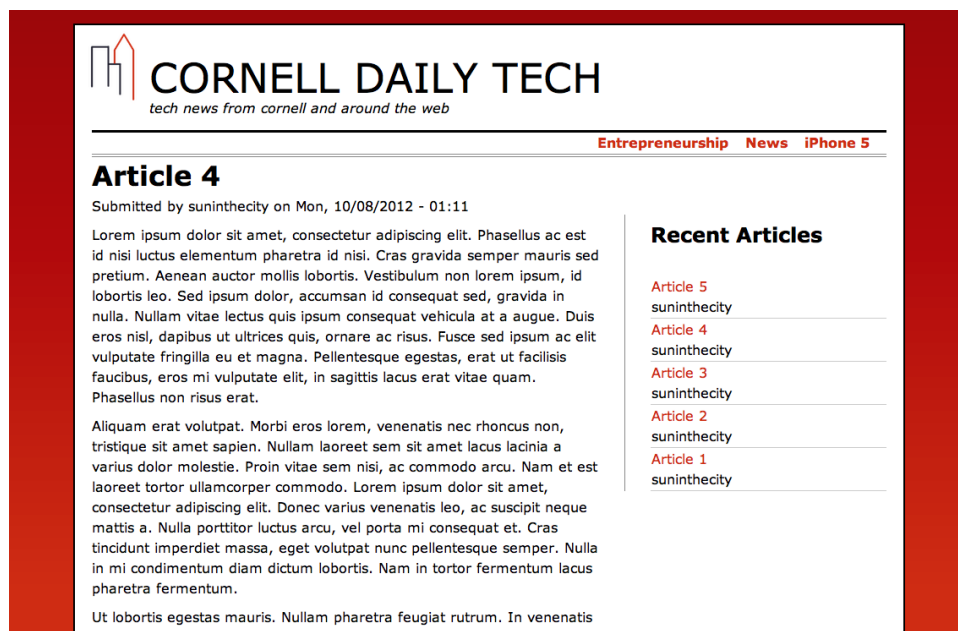 CORNELL DAILY TECH
tech news from cornell and around the web
Entrepreneurship News iPhone 5
Article 4
Submitted by suninthecity on Mon, 10/08/2012 - 01:11
Lorem ipsum dolor sit amet, consectetur adipiscing elit. Phasellus ac est
id nisi luctus elementum pharetra id nisi. Cras gravida semper mauris sed
pretium. Aenean auctor mollis lobortis. Vestibulum non lorem ipsum, id
lobortis leo. Sed ipsum dolor, accumsan id consequat sed, gravida in
nulla. Nullam vitae lectus quis ipsum consequat vehicula at a augue. Duis
eros nisl, dapibus ut ultrices quis, ornare ac risus. Fusce sed ipsum ac elit
vulputate fringilla eu et magna. Pellentesque egestas, erat ut facilisis
faucibus, eros mi vulputate elit, in sagittis lacus erat vitae quam.
Phasellus non risus erat.
Aliquam erat volutpat. Morbi eros lorem, venenatis nec rhoncus non,
tristique sit amet sapien. Nullam laoreet sem sit amet lacus lacinia a
varius dolor molestie. Proin vitae sem nisi, ac commodo arcu. Nam et est
laoreet tortor ullamcorper commodo. Lorem ipsum dolor sit amet,
consectetur adipiscing elit. Donec varius venenatis leo, ac suscipit neque
mattis a. Nulla porttitor luctus arcu, vel porta mi consequat et. Cras
tincidunt imperdiet massa, eget volutpat nunc pellentesque semper. Nulla
in mi condimentum diam dictum lobortis. Nam in tortor fermentum lacus
pharetra fermentum.
Ut lobortis egestas mauris. Nullam pharetra feugiat rutrum. In venenatis
Recent Articles
Article 5
suninthecity
Article 4
suninthecity
Article 3
suninthecity
Article 2
suninthecity
Article 1
suninthecity